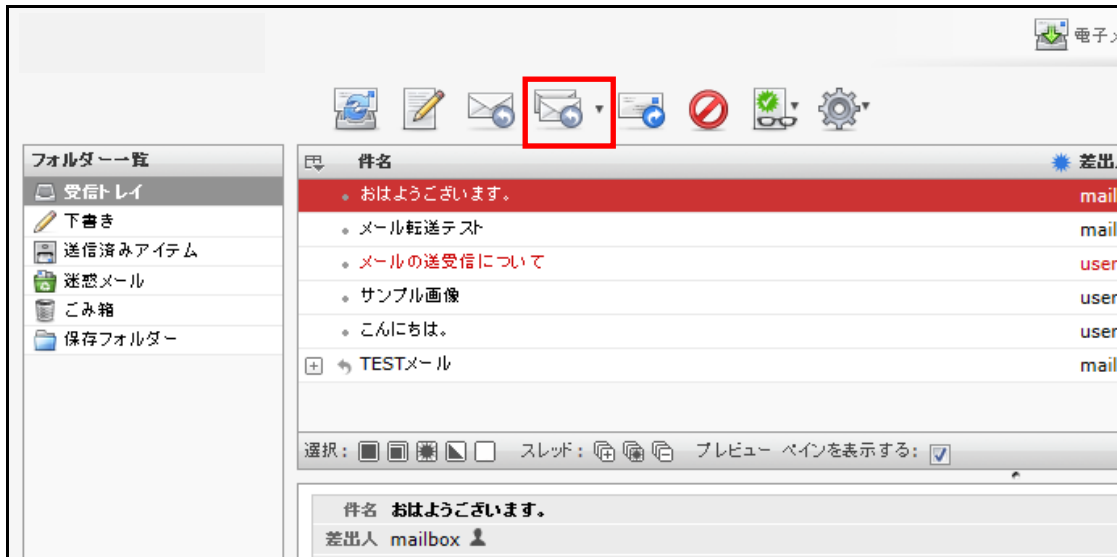 電子
フォルダー一覧
受信トレイ
下書き
送信済みアイテム
迷惑メール
ごみ箱
保存フォルダー
件名 差出
おはようございます。 mail
メール転送テスト mail
メールの送受信について user
サンプル画像 user
こんにちは。 user
TESTメール mail
選択: スレッド: プレビュー ペインを表示する:
件名 おはようございます。
差出人 mailbox